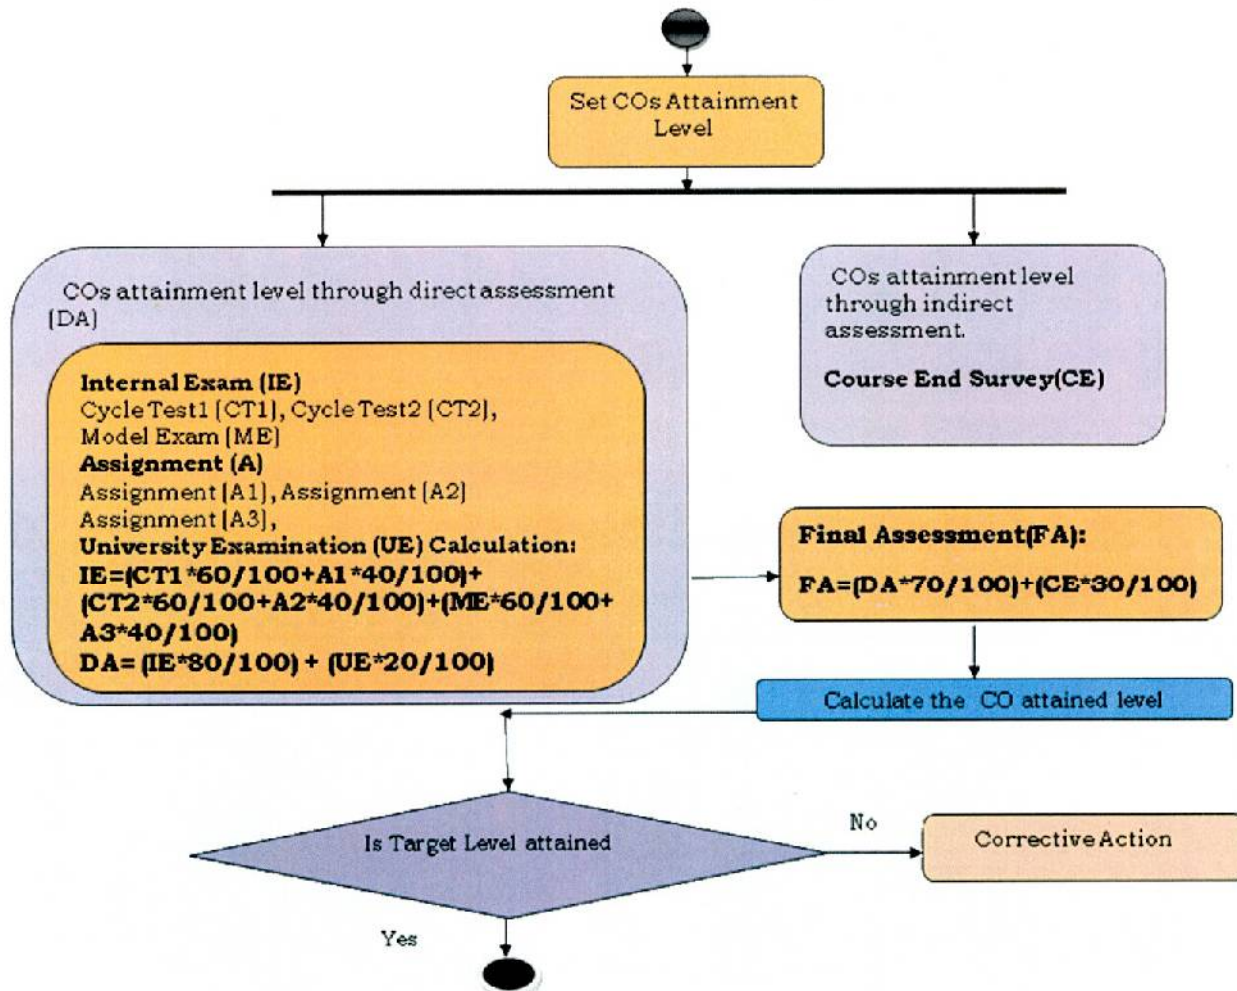 Set COs Attainment
Level
COs attainment level through direct assessment
(DA)
Internal Exam (IE)
Cycle Test1 (CT1), Cycle Test2 (CT2),
Model Exam (ME)
Assignment (A)
Assignment (A1), Assignment (A2)
Assignment (A3),
University Examination (UE) Calculation:
IE=(CT1*60/100+A1*40/100)+
(CT2*60/100+A2*40/100)+(ME*60/100+
A3*40/100)
DA= (IE*80/100) + (UE*20/100)
COs attainment level
through indirect
assessment.
Course End Survey(CE)
Final Assessment(FA):
FA=(DA*70/100)+(CE*30/100)
Calculate the CO attained level
Is Target Level attained
No
Corrective Action
Yes